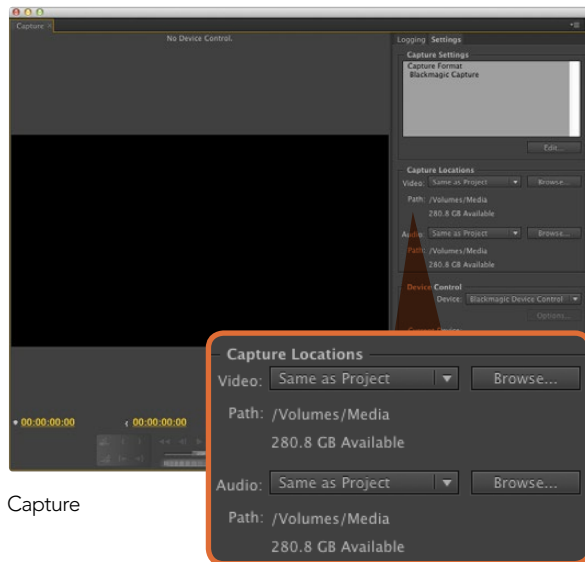 Capture ×
No Device Control.
Logging Settings
Capture Settings
Capture Format
Blackmagic Capture
Edit...
Capture Locations
Video: Same as Project Browse...
Path: /Volumes/Media
280.8 GB Available
Audio: Same as Project Browse...
Path: /Volumes/Media
280.8 GB Available
Device Control
Device: Blackmagic Device Control
Options...
00:00:00:00
00:00:00:00
Capture Locations
Video: Same as Project Browse...
Path: /Volumes/Media
280.8 GB Available
Audio: Same as Project Browse...
Path: /Volumes/Media
280.8 GB Available
Capture